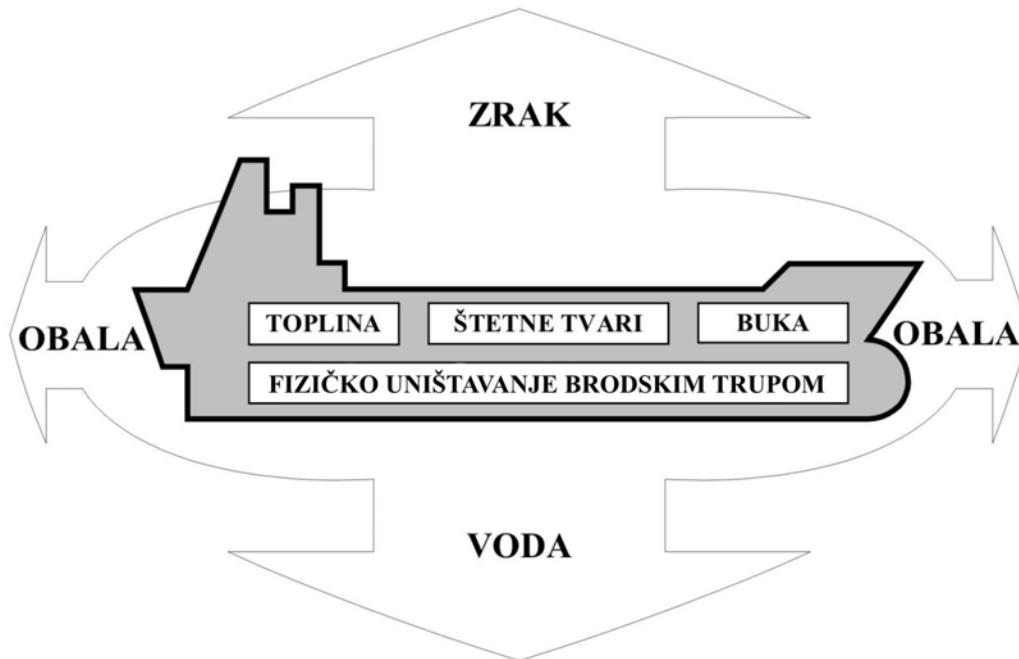 ZRAK
OBALA
TOPLINA
ŠTETNE TVARI
BUKA
OBALA
FIZIČKO UNIŠTAVANJE BRODSKIM TRUPOM
VODA